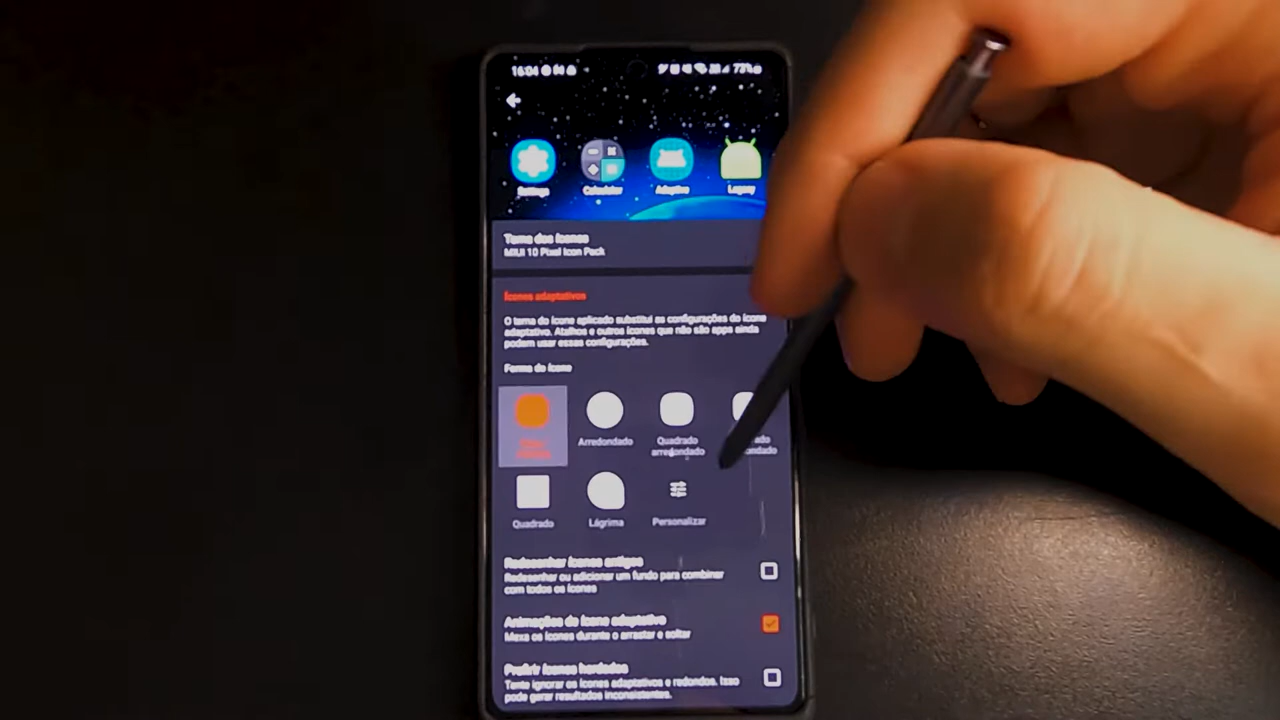 16:04
73%
Settings
Calculator
Adaptive
Legacy
Tema dos ícones
MIUI 10 Pixel Icon Pack
Ícones adaptativos
O tema do ícone aplicado substitui as configurações do ícone
adaptativo. Atalhos e outros ícones que não são apps ainda
podem usar essas configurações.
Forma do ícone
Arredondado
Quadrado
arredondado
Quadrado
Lágrima
Personalizar
Redesenhar ícones antigos
Redesenhar ou adicionar um fundo para combinar
com todos os ícones
Animações do ícone adaptativo
Mexa os ícones durante o arrastar e soltar
Preferir ícones herdados
Tente ignorar os ícones adaptativos e redondos. Isso
pode gerar resultados inconsistentes.